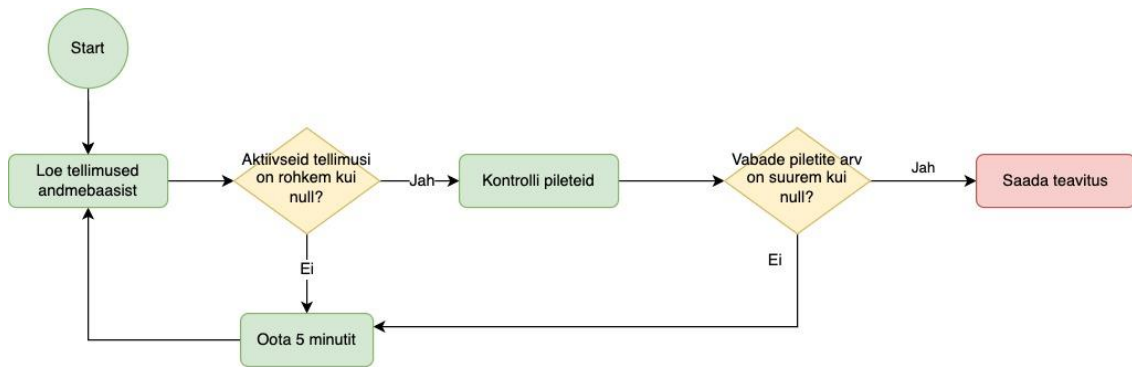 Start
Loe tellimused
andmebaasist
Aktiivseid tellimusi
on rohkem kui
null?
Jah
Kontrolli pileteid
Vabade piletite arv
on suurem kui
null?
Jah
Saada teavitus
Ei
Ei
Oota 5 minutit